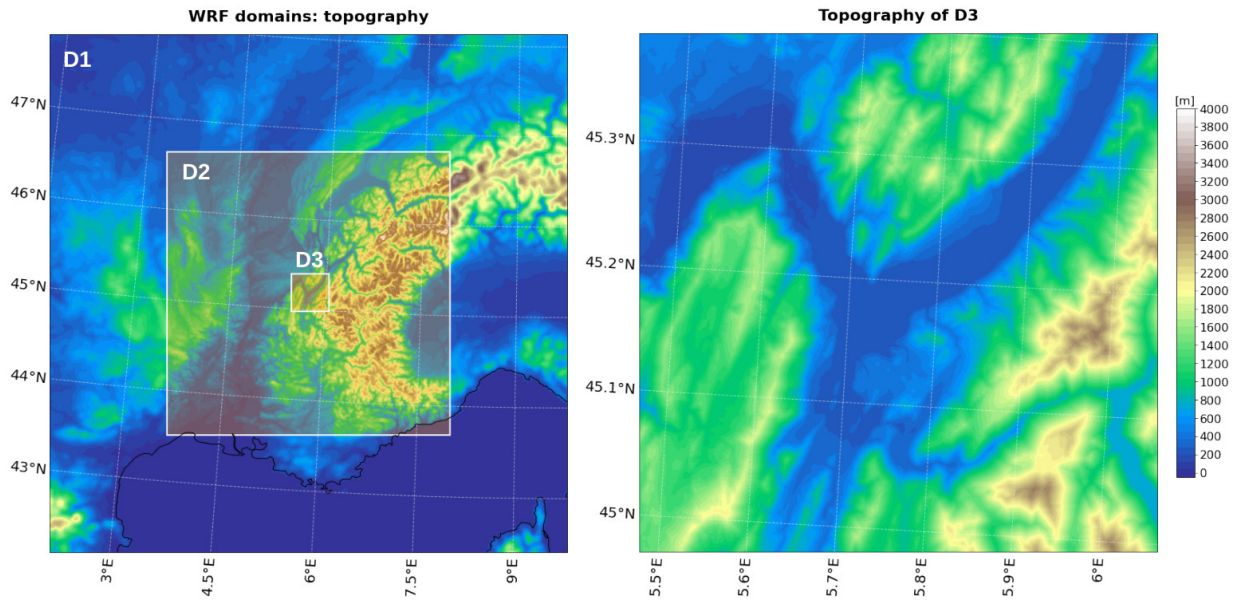 WRF domains: topography
D1
D2
D3
47°N
46°N
45°N
44°N
43°N
3°E
4.5°E
6°E
7.5°E
9°E
Topography of D3
45.3°N
45.2°N
45.1°N
45°N
5.5°E
5.6°E
5.7°E
5.8°E
5.9°E
6°E
[m]
4000
3800
3600
3400
3200
3000
2800
2600
2400
2200
2000
1800
1600
1400
1200
1000
800
600
400
200
0